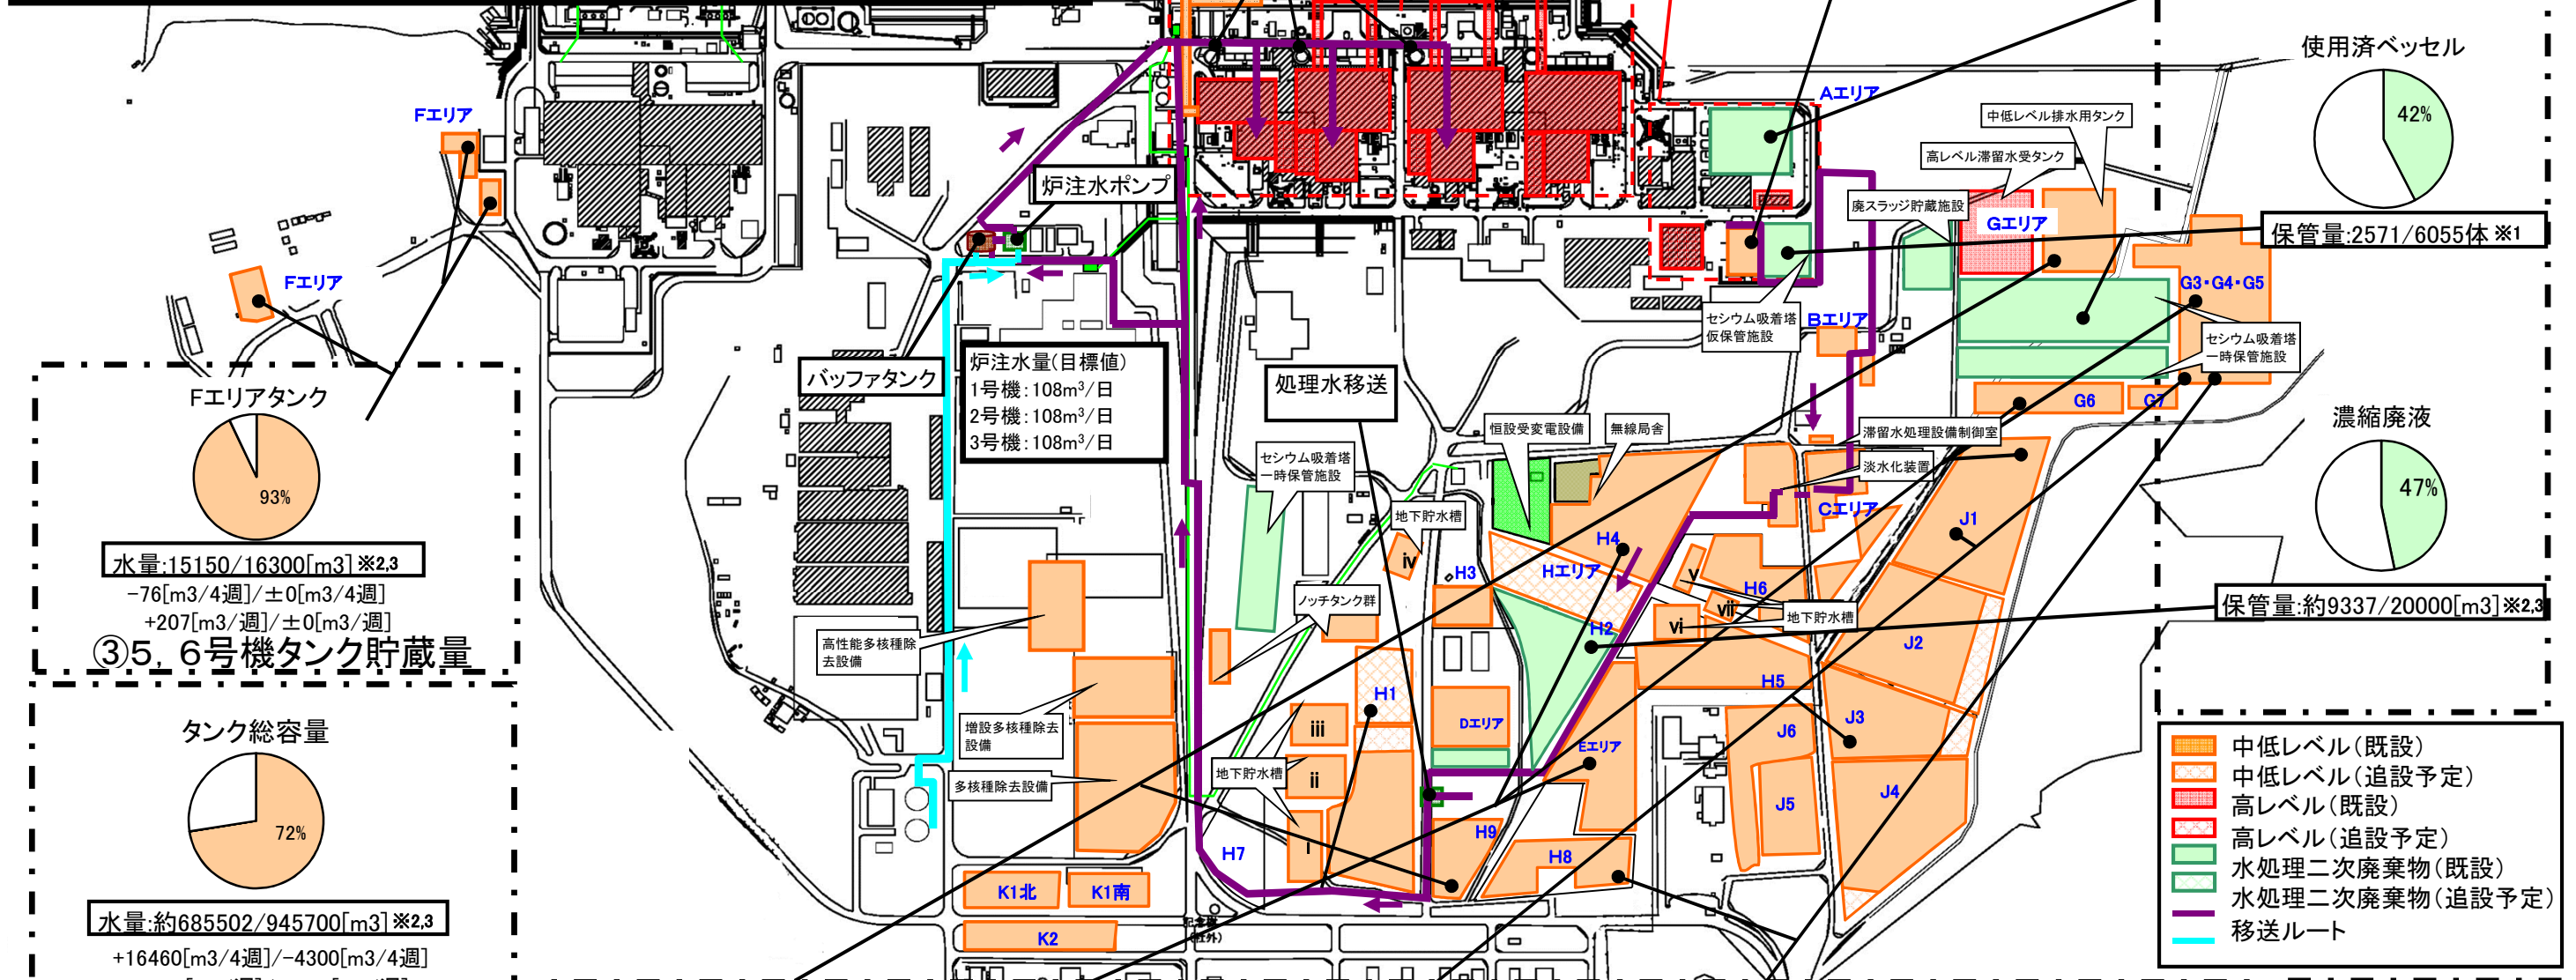 使用済ベッセル
42%
保管量:2571/6055体 ※1
濃縮廃液
47%
保管量:約9337/20000[m3]※2,3
Fエリア
Fエリア
Fエリアタンク
93%
水量:15150/16300[m3]※2,3
-76[m3/4週]/±0[m3/4週]
+207[m3/週]/±0[m3/週]
③5，6号機タンク貯蔵量
タンク総容量
72%
水量:約685502/945700[m3]※2,3
+16460[m3/4週]/-4300[m3/4週]
炉注水ポンプ
バッファタンク
炉注水量(目標値)
1号機：108m³/日
2号機：108m³/日
3号機：108m³/日
処理水移送
Aエリア
中低レベル排水用タンク
高レベル滞留水受タンク
廃スラッジ貯蔵施設
Gエリア
G3・G4・G5
セシウム吸着塔
仮保管施設
Bエリア
セシウム吸着塔
一時保管施設
G6
G7
恒設受変電設備
無線局舎
滞留水処理設備制御室
淡水化装置
Cエリア
セシウム吸着塔
一時保管施設
地下貯水槽
iv
H3
H4
Hエリア
H2
v
H6
vii
vi
地下貯水槽
J1
J2
ノッチタンク群
高性能多核種除
去設備
増設多核種除去
設備
多核種除去設備
H1
iii
ii
i
地下貯水槽
Dエリア
Eエリア
H5
J3
J6
J5
J4
H7
H9
H8
K1北
K1南
K2
中低レベル(既設)
中低レベル(追設予定)
高レベル(既設)
高レベル(追設予定)
水処理二次廃棄物(既設)
水処理二次廃棄物(追設予定)
移送ルート